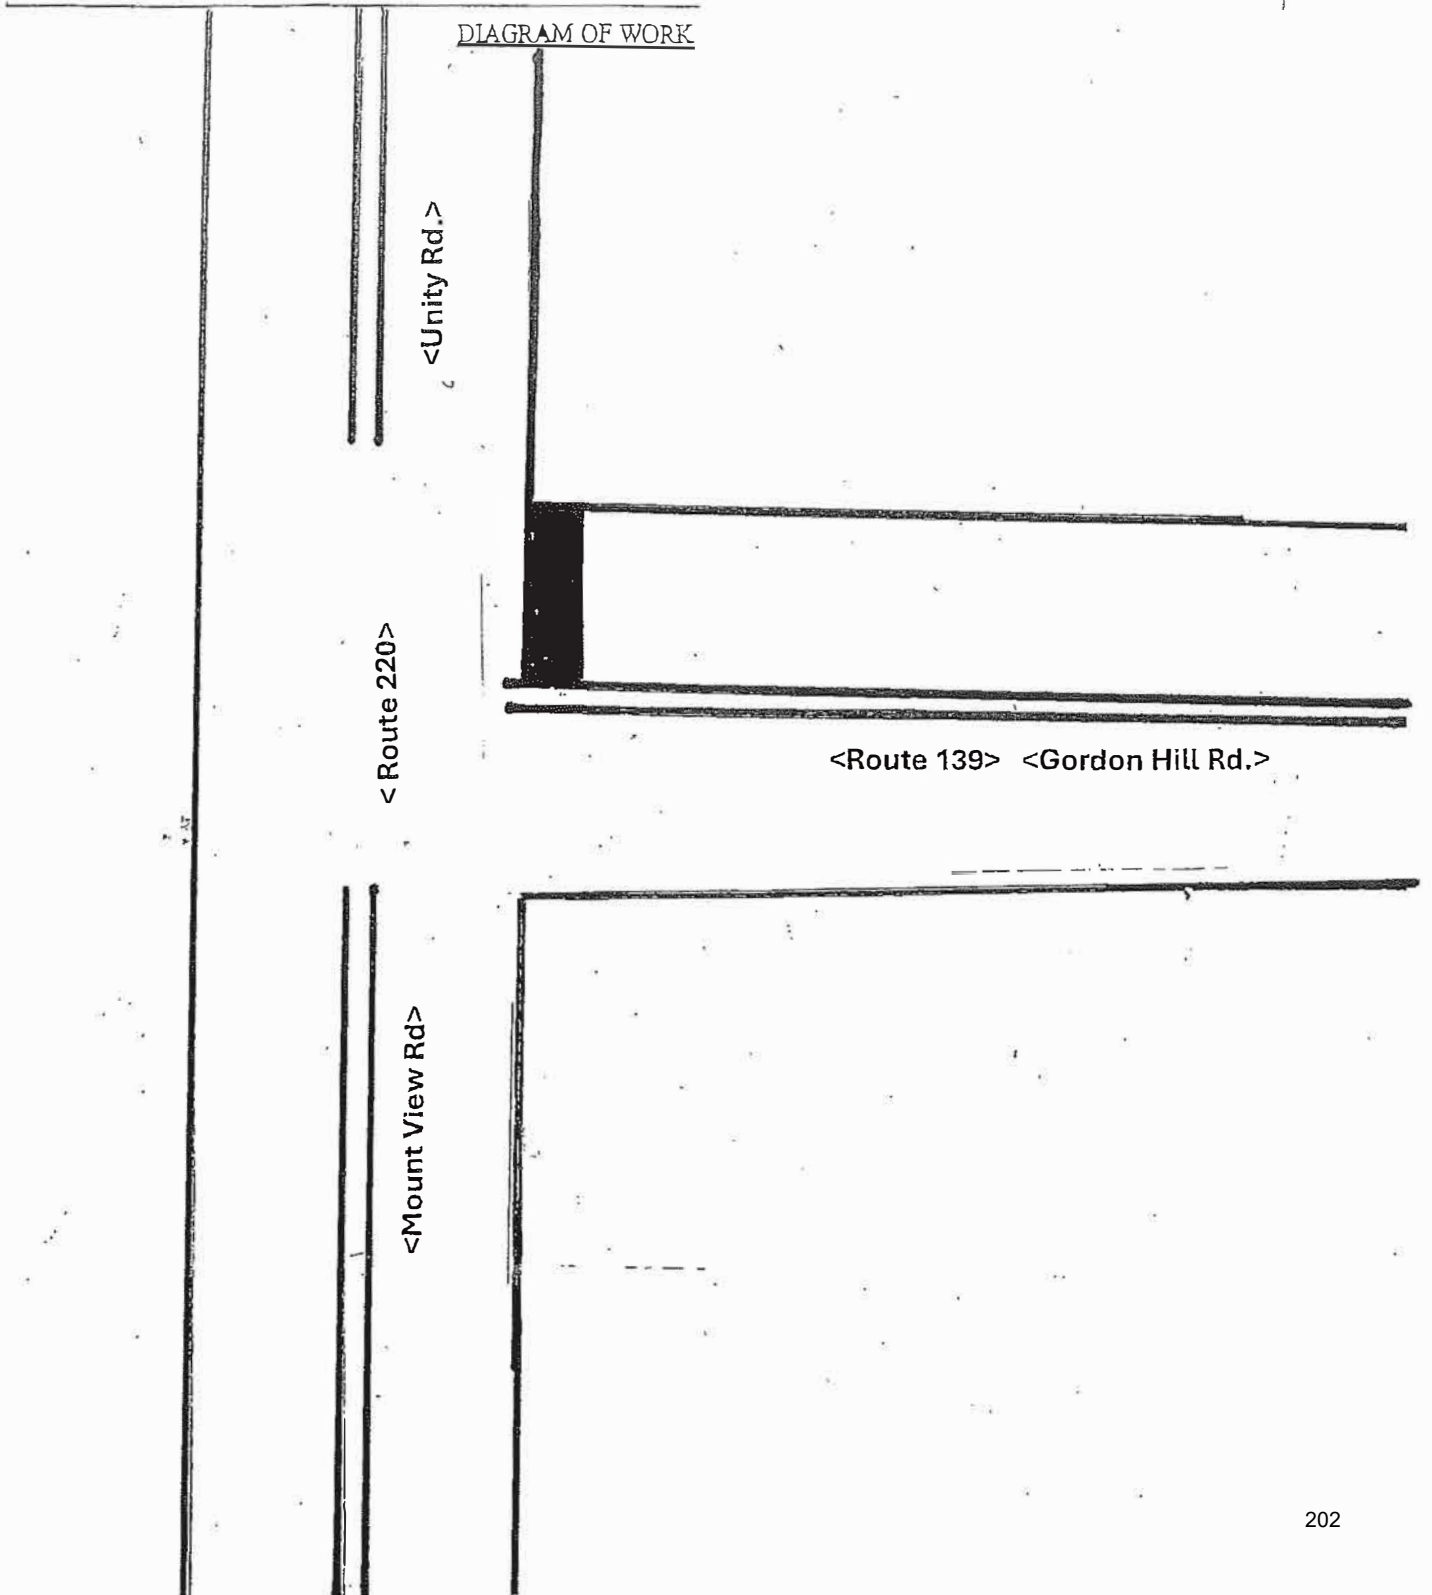 DIAGRAM OF WORK
<Unity Rd.>
<Route 220>
<Route 139> <Gordon Hill Rd.>
<Mount View Rd>
202